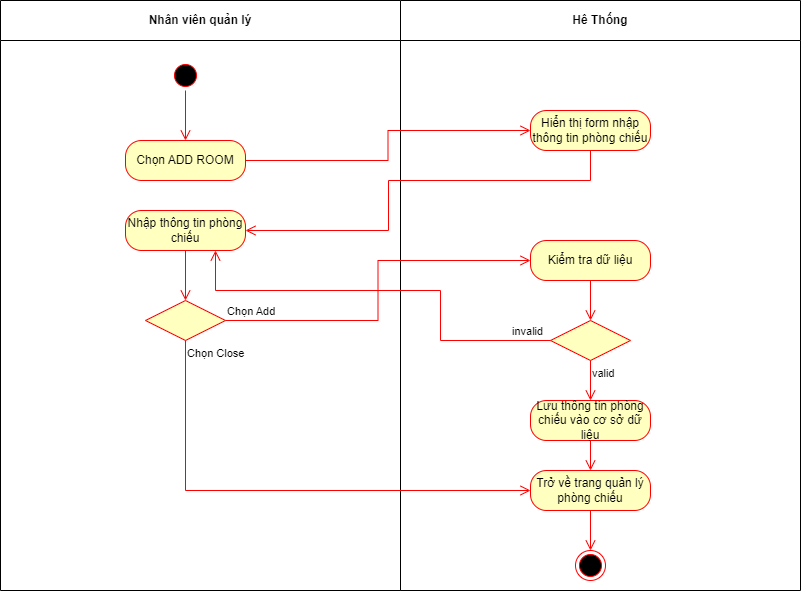 Nhân viên quản lý
Hê Thống
Chọn ADD ROOM
Hiển thị form nhập
thông tin phòng chiếu
Nhập thông tin phòng
chiếu
Kiểm tra dữ liệu
Chọn Add
invalid
Chọn Close
valid
Lưu thông tin phòng
chiếu vào cơ sở dữ
liệu
Trở về trang quản lý
phòng chiếu